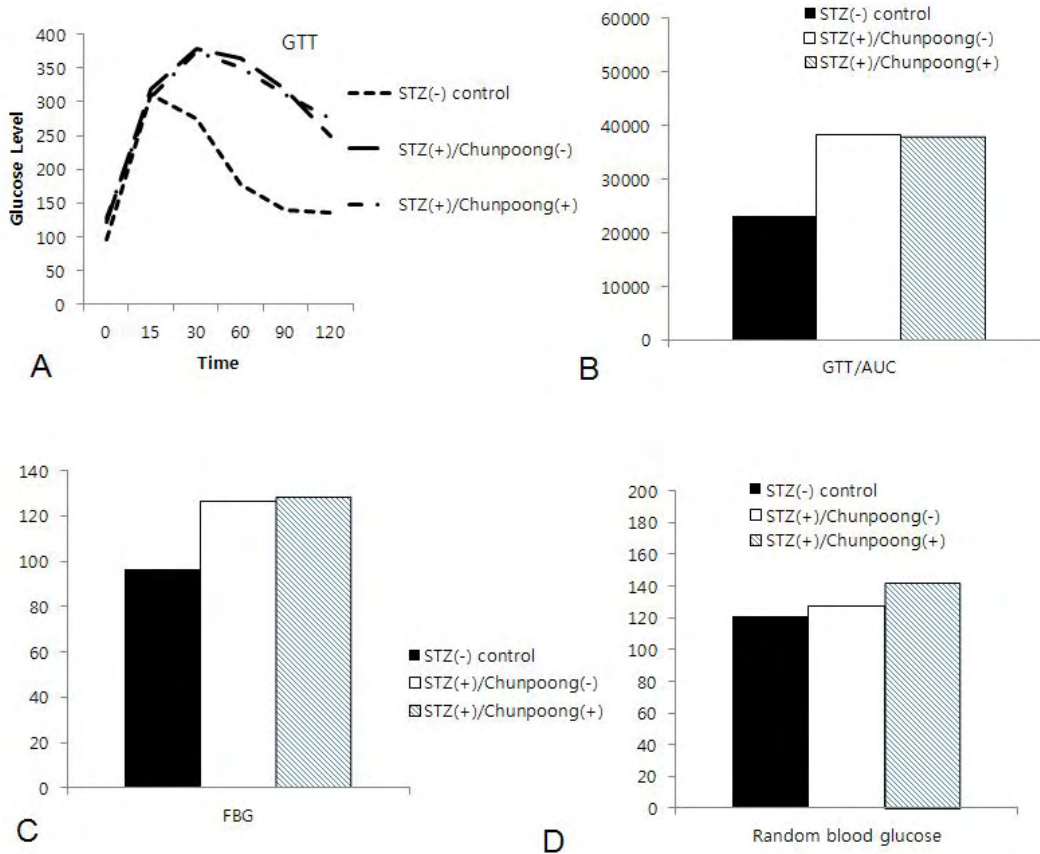 GTT
Glucose Level
400
350
300
250
200
150
100
50
0
0 15 30 60 90 120
Time
STZ(-) control
STZ(+)/Chunpoong(-)
STZ(+)/Chunpoong(+)
A
60000
50000
40000
30000
20000
10000
0
STZ(-) control
STZ(+)/Chunpoong(-)
STZ(+)/Chunpoong(+)
GTT/AUC
B
140
120
100
80
60
40
20
0
FBG
STZ(-) control
STZ(+)/Chunpoong(-)
STZ(+)/Chunpoong(+)
C
200
180
160
140
120
100
80
60
40
20
0
STZ(-) control
STZ(+)/Chunpoong(-)
STZ(+)/Chunpoong(+)
Random blood glucose
D